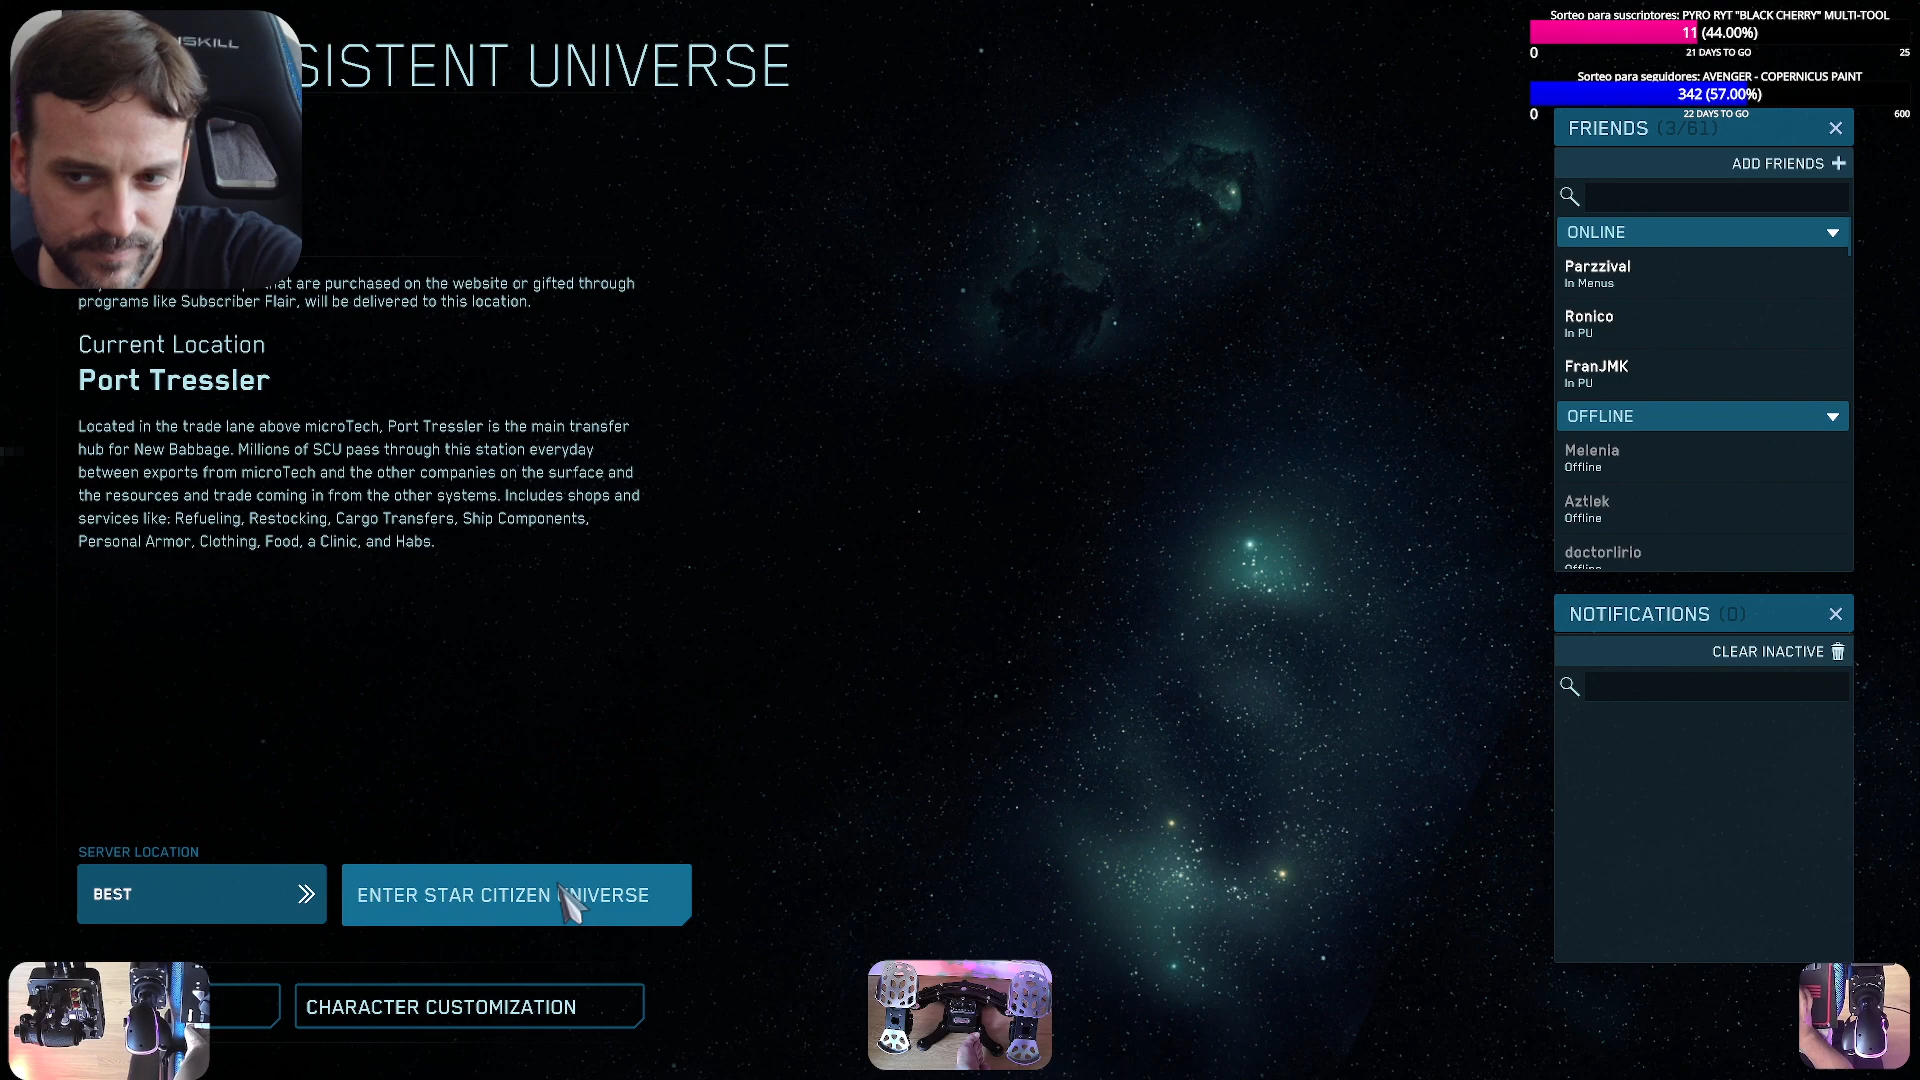 SISTENT UNIVERSE
NSKILL
Sorteo para suscriptores: PYRO RYT "BLACK CHERRY" MULTI-TOOL
11 (44.00%)
0
21 DAYS TO GO
25
Sorteo para seguidores: AVENGER - COPERNICUS PAINT
342 (57.00%)
0
22 DAYS TO GO
600
FRIENDS (3/61)
ADD FRIENDS
ONLINE
Parzzival
In Menus
Ronico
In PU
FranJMK
In PU
OFFLINE
Melenia
Offline
Aztlek
Offline
doctorlirio
Offline
NOTIFICATIONS (0)
CLEAR INACTIVE
that are purchased on the website or gifted through
programs like Subscriber Flair, will be delivered to this location.
Current Location
Port Tressler
Located in the trade lane above microTech, Port Tressler is the main transfer
hub for New Babbage. Millions of SCU pass through this station everyday
between exports from microTech and the other companies on the surface and
the resources and trade coming in from the other systems. Includes shops and
services like: Refueling, Restocking, Cargo Transfers, Ship Components,
Personal Armor, Clothing, Food, a Clinic, and Habs.
SERVER LOCATION
BEST
ENTER STAR CITIZEN UNIVERSE
CHARACTER CUSTOMIZATION